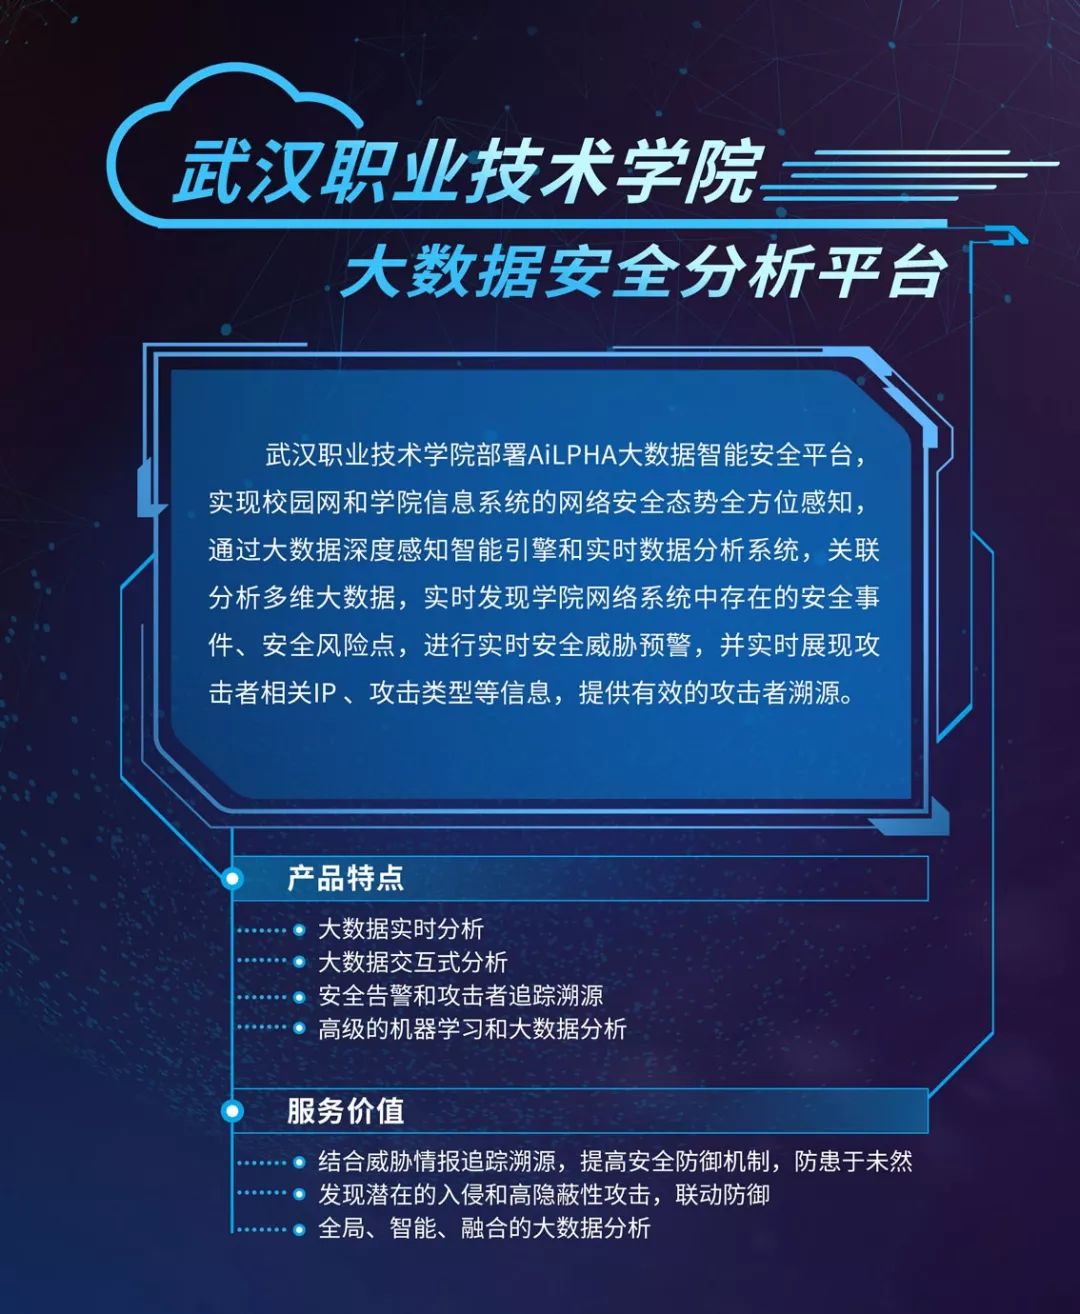 武汉职业技术学院
大数据安全分析平台
武汉职业技术学院部署AiLPHA大数据智能安全平台，
实现校园网和学院信息系统的网络安全态势全方位感知，
通过大数据深度感知智能引擎和实时数据分析系统，关联
分析多维大数据，实时发现学院网络系统中存在的安全事
件、安全风险点，进行实时安全威胁预警，并实时展现攻
击者相关IP 、攻击类型等信息，提供有效的攻击者溯源。
产品特点
大数据实时分析
大数据交互式分析
安全告警和攻击者追踪溯源
高级的机器学习和大数据分析
服务价值
结合威胁情报追踪溯源，提高安全防御机制，防患于未然
发现潜在的入侵和高隐蔽性攻击，联动防御
全局、智能、融合的大数据分析